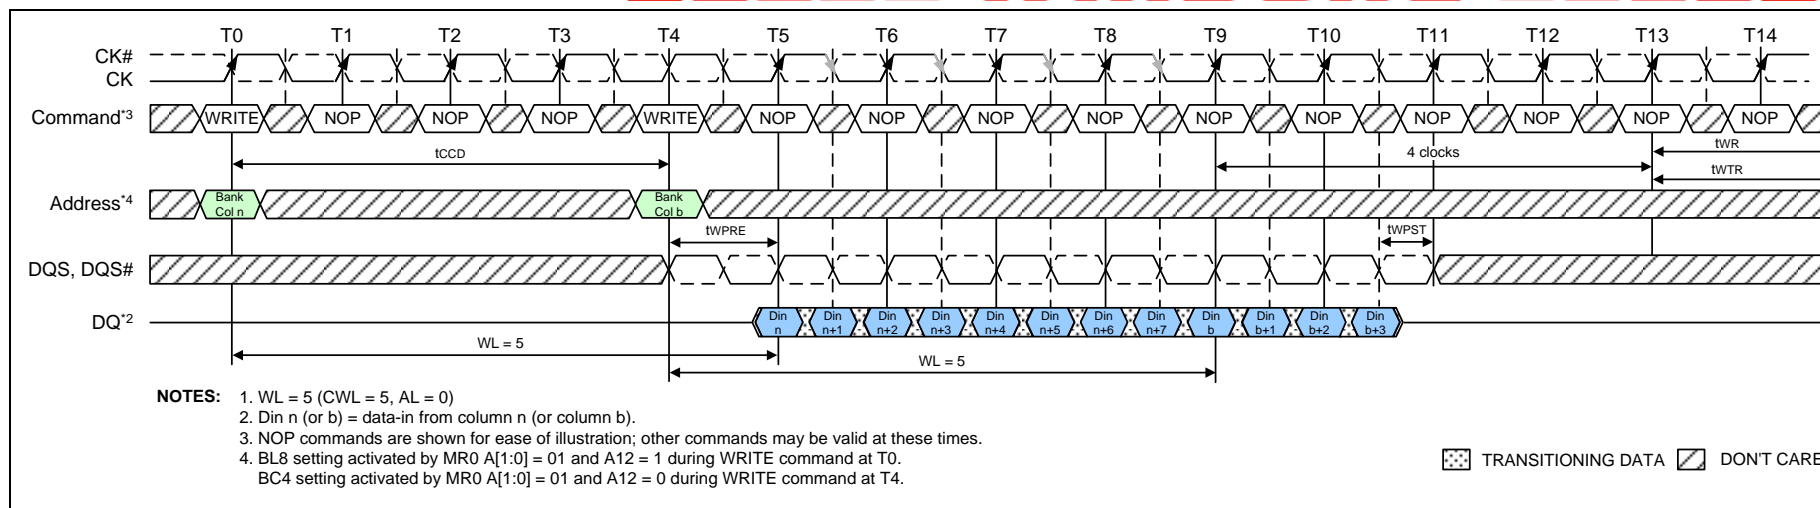 T0 T1 T2 T3 T4 T5 T6 T7 T8 T9 T10 T11 T12 T13 T14
CK#
CK
Command*3 WRITE NOP NOP NOP WRITE NOP NOP NOP NOP NOP NOP NOP NOP NOP NOP
tCCD 4 clocks tWR
tWTR
Address*4 Bank Col n Bank Col b
tWPRE tWPST
DQS, DQS#
DQ*2 Din n Din n+1 Din n+2 Din n+3 Din n+4 Din n+5 Din n+6 Din n+7 Din b Din b+1 Din b+2 Din b+3
WL = 5
WL = 5
NOTES: 1. WL = 5 (CWL = 5, AL = 0)
2. Din n (or b) = data-in from column n (or column b).
3. NOP commands are shown for ease of illustration; other commands may be valid at these times.
4. BL8 setting activated by MR0 A[1:0] = 01 and A12 = 1 during WRITE command at T0.
BC4 setting activated by MR0 A[1:0] = 01 and A12 = 0 during WRITE command at T4.
TRANSITIONING DATA DON'T CARE